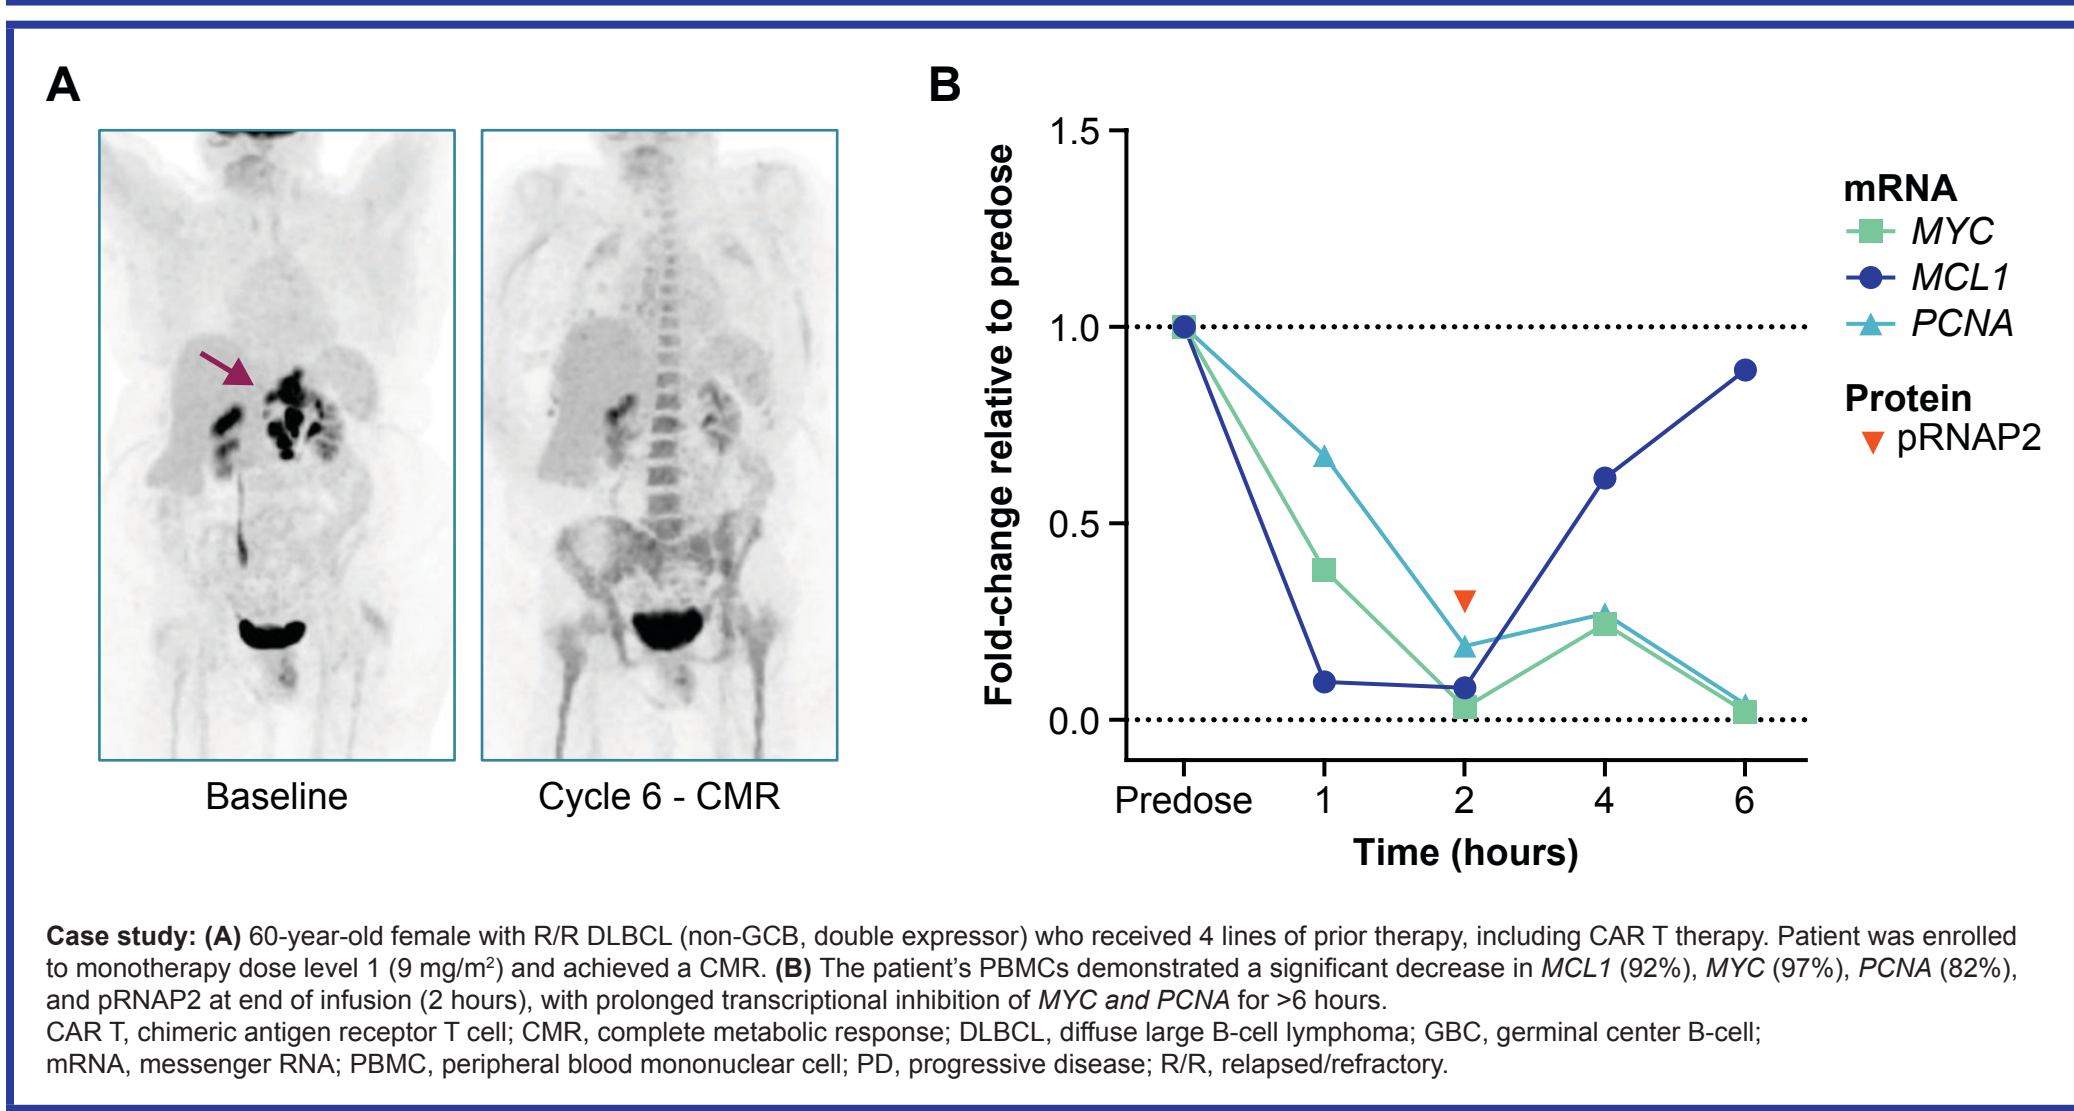 A
B
Baseline
Cycle 6 - CMR
Fold-change relative to predose
1.5
1.0
0.5
0.0
Predose
1
2
4
6
Time (hours)
mRNA
MYC
MCL1
PCNA
Protein
pRNAP2
Case study: (A) 60-year-old female with R/R DLBCL (non-GCB, double expressor) who received 4 lines of prior therapy, including CAR T therapy. Patient was enrolled
to monotherapy dose level 1 (9 mg/m²) and achieved a CMR. (B) The patient’s PBMCs demonstrated a significant decrease in MCL1 (92%), MYC (97%), PCNA (82%),
and pRNAP2 at end of infusion (2 hours), with prolonged transcriptional inhibition of MYC and PCNA for >6 hours.
CAR T, chimeric antigen receptor T cell; CMR, complete metabolic response; DLBCL, diffuse large B-cell lymphoma; GBC, germinal center B-cell;
mRNA, messenger RNA; PBMC, peripheral blood mononuclear cell; PD, progressive disease; R/R, relapsed/refractory.